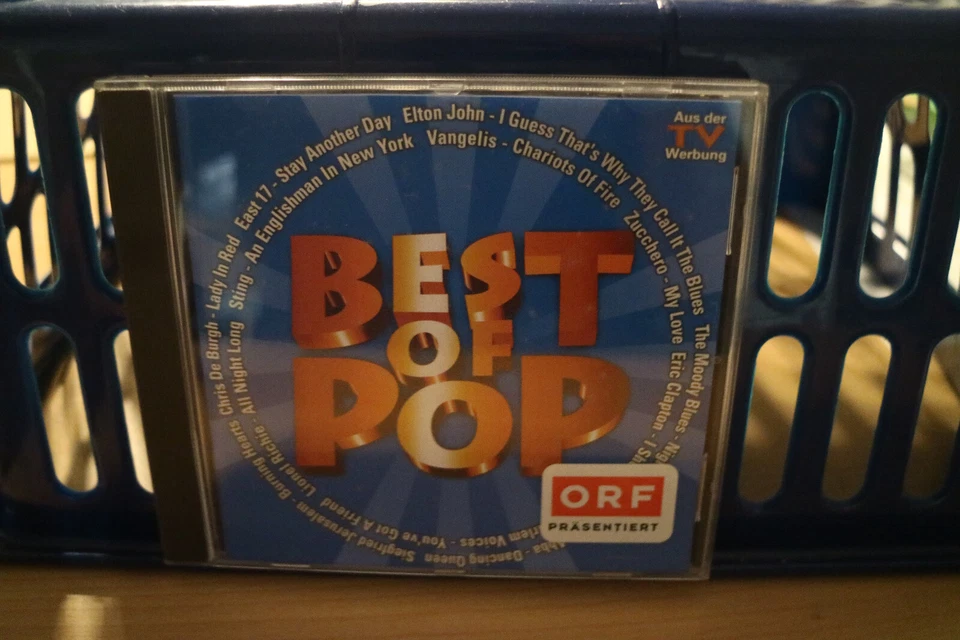 Aus der
TV
Werbung
East 17 - Stay Another Day Elton John - I Guess That's Why They Call It The Blues The Moody Blues -
Dancing Queen Siegfried Jerusalem - Burning Hearts Chris De Burgh - Lady In Red
Sting - An Englishman In New York Vangelis - Chariots Of Fire Zucchero - My Love Eric Clapton - I
Voices - You've Got A Friend Lionel Richie - All Night Long
BEST
OF
POP
ORF
PRÄSENTIERT